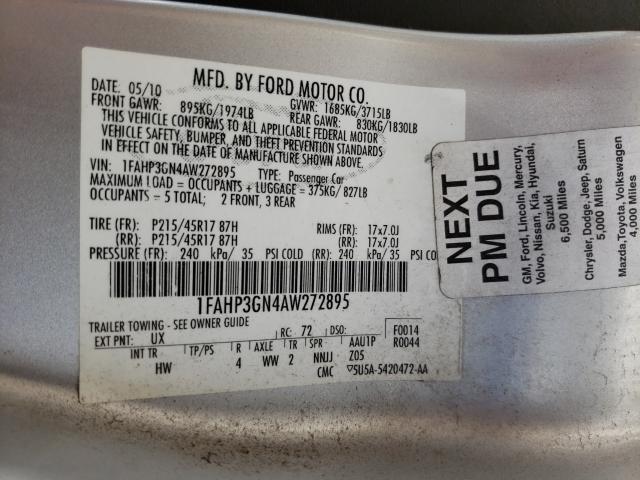 MFD. BY FORD MOTOR CO.
DATE: 05/10 GVWR: 1685KG/3715LB
FRONT GAWR: 895KG/1974LB REAR GAWR: 830KG/1830LB
THIS VEHICLE CONFORMS TO ALL APPLICABLE FEDERAL MOTOR
VEHICLE SAFETY, BUMPER, AND THEFT PREVENTION STANDARDS
IN EFFECT ON THE DATE OF MANUFACTURE SHOWN ABOVE.
VIN: 1FAHP3GN4AW272895 TYPE: Passenger Car
MAXIMUM LOAD = OCCUPANTS + LUGGAGE = 375KG/827LB
OCCUPANTS = 5 TOTAL; 2 FRONT, 3 REAR
TIRE (FR): P215/45R17 87H RIMS (FR): 17x7.0J
(RR): P215/45R17 87H (RR): 17x7.0J
PRESSURE (FR): 240 kPa/ 35 PSI COLD (RR): 240 kPa/ 35 PSI CO
1FAHP3GN4AW272895
TRAILER TOWING - SEE OWNER GUIDE
EXT PNT: UX RC: 72 DSO: F0014
INT TR TP/PS R AXLE TR SPR AAU1P R0044
HW 4 WW 2 NNJJ Z05
CMC ▽5U5A-5420472-AA
NEXT
PM DUE
GM, Ford, Lincoln, Mercury,
Volvo, Nissan, Kia, Hyundai,
Suzuki
6,500 Miles
Chrysler, Dodge, Jeep, Saturn
5,000 Miles
Mazda, Toyota, Volkswagen
4,000 Miles